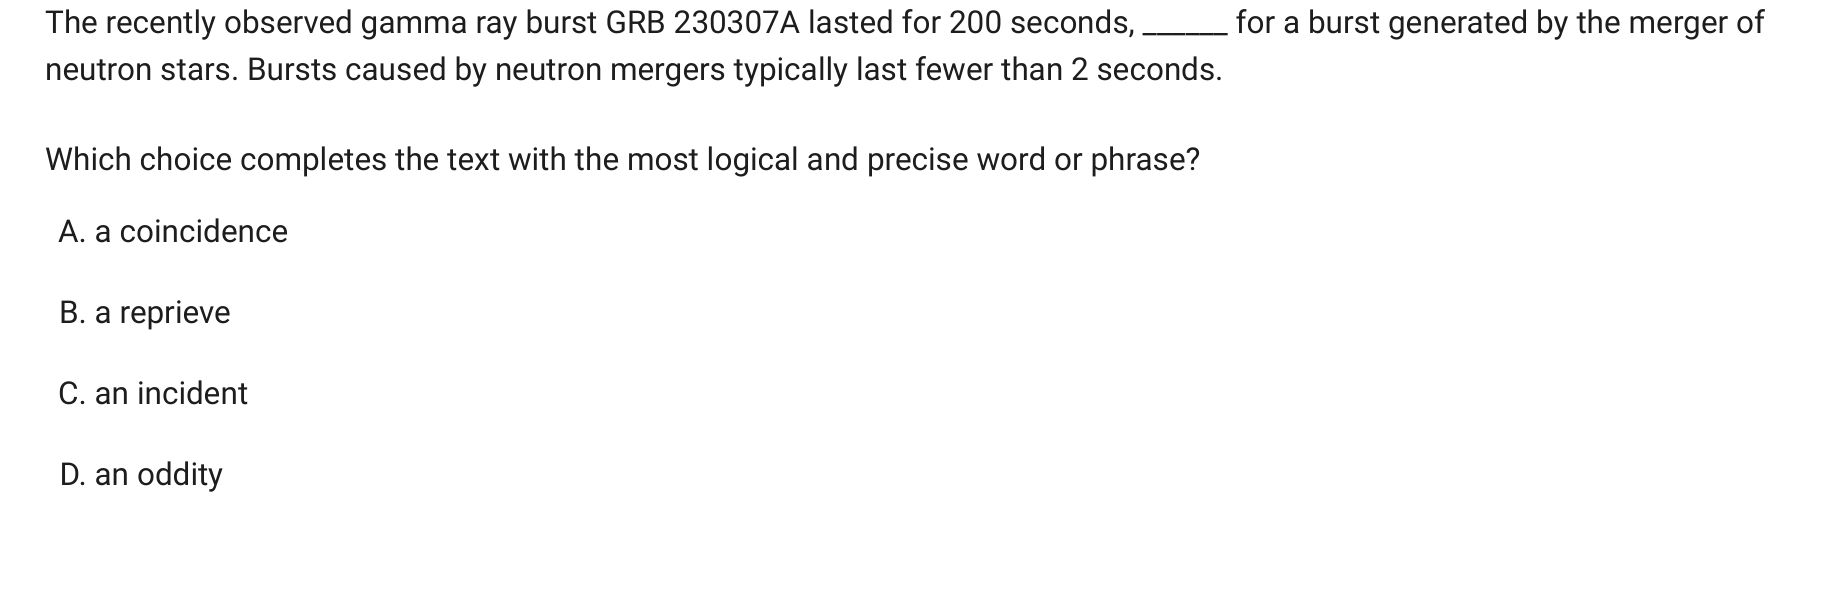 The recently observed gamma ray burst GRB 230307A lasted for 200 seconds, ______ for a burst generated by the merger of
neutron stars. Bursts caused by neutron mergers typically last fewer than 2 seconds.
Which choice completes the text with the most logical and precise word or phrase?
A. a coincidence
B. a reprieve
C. an incident
D. an oddity